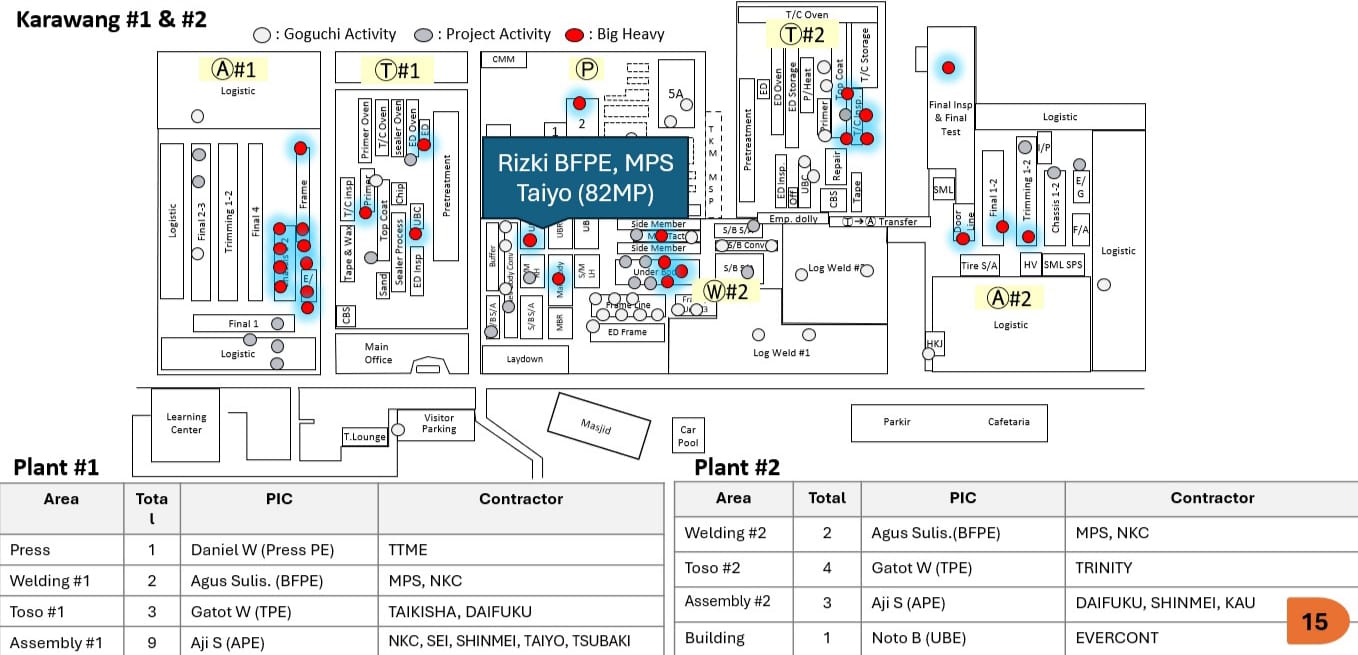 Karawang #1 & #2
: Goguchi Activity
: Project Activity
: Big Heavy
Ⓐ#1
Logistic
Logistic
Final 2-3
Trimming 1-2
Final 4
Frame
E/
Final 1
Logistic
Ⓣ#1
Primer Oven
T/C Oven
sealer Oven
ED Oven
ED
Pretreatment
T/C insp
Primer
Chip
Top Coat
UBC
Tape & Wax
Sealer Process
Sand
ED Insp
CBS
Main
Office
CMM
Ⓟ
5A
2
1
TKM MSP
Rizki BFPE, MPS
Taiyo (82MP)
Buffer
UB
S/M
LH
S/BS/A
S/BS/A
MBR
Laydown
Side Member
Side Member
Frame Line
ED Frame
Ⓦ#2
S/B S/A
S/B Conv
Log Weld #1
T/C Oven
Ⓣ#2
T/C Storage
ED
ED Oven
ED Storage
P/Heat
Top Coat
Primer
T/C Insp.
Pretreatment
ED Insp.
Off
UBC
Repair
CBS
Tape
Emp. dolly
Ⓣ→Ⓐ Transfer
Final Insp
& Final
Test
Logistic
SML
Door
Line
Final 1-2
Trimming 1-2
I/P
Chassis 1-2
E/
G
F/A
Tire S/A
HV
SML SPS
Logistic
Ⓐ#2
Logistic
HKJ
Learning
Center
T.Lounge
Visitor
Parking
Masjid
Car
Pool
Parkir
Cafetaria
Plant #1
Area
Tota
l
PIC
Contractor
Press
1
Daniel W (Press PE)
TTME
Welding #1
2
Agus Sulis. (BFPE)
MPS, NKC
Toso #1
3
Gatot W (TPE)
TAIKISHA, DAIFUKU
Assembly #1
9
Aji S (APE)
NKC, SEI, SHINMEI, TAIYO, TSUBAKI
Plant #2
Area
Total
PIC
Contractor
Welding #2
2
Agus Sulis.(BFPE)
MPS, NKC
Toso #2
4
Gatot W (TPE)
TRINITY
Assembly #2
3
Aji S (APE)
DAIFUKU, SHINMEI, KAU
Building
1
Noto B (UBE)
EVERCONT
15